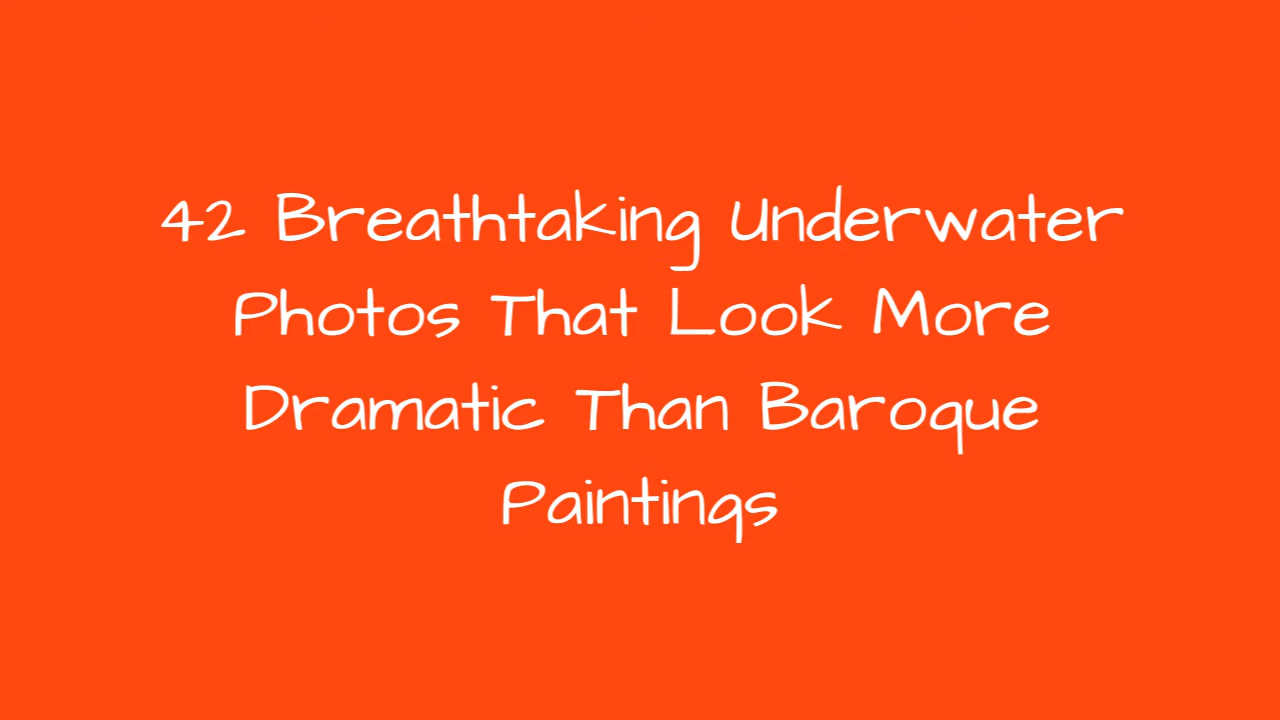 42 Breathtaking Underwater
Photos That Look More
Dramatic Than Baroque
Paintings